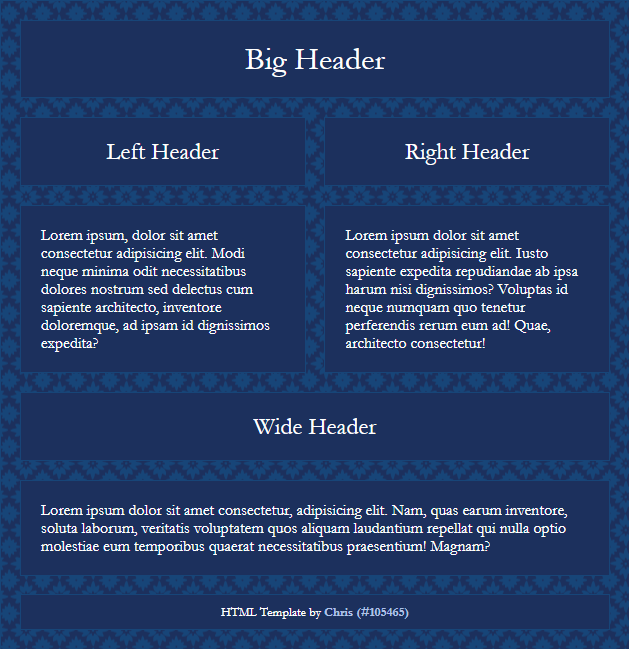 Big Header
Left Header
Right Header
Lorem ipsum, dolor sit amet
consectetur adipisicing elit. Modi
neque minima odit necessitatibus
dolores nostrum sed delectus cum
sapiente architecto, inventore
doloremque, ad ipsam id dignissimos
expedita?
Lorem ipsum dolor sit amet
consectetur adipisicing elit. Iusto
sapiente expedita repudiandae ab ipsa
harum nisi dignissimos? Voluptas id
neque numquam quo tenetur
perferendis rerum eum ad! Quae,
architecto consectetur!
Wide Header
Lorem ipsum dolor sit amet consectetur, adipisicing elit. Nam, quas earum inventore,
soluta laborum, veritatis voluptatem quos aliquam laudantium repellat qui nulla optio
molestiae eum temporibus quaerat necessitatibus praesentium! Magnam?
HTML Template by Chris (#105465)